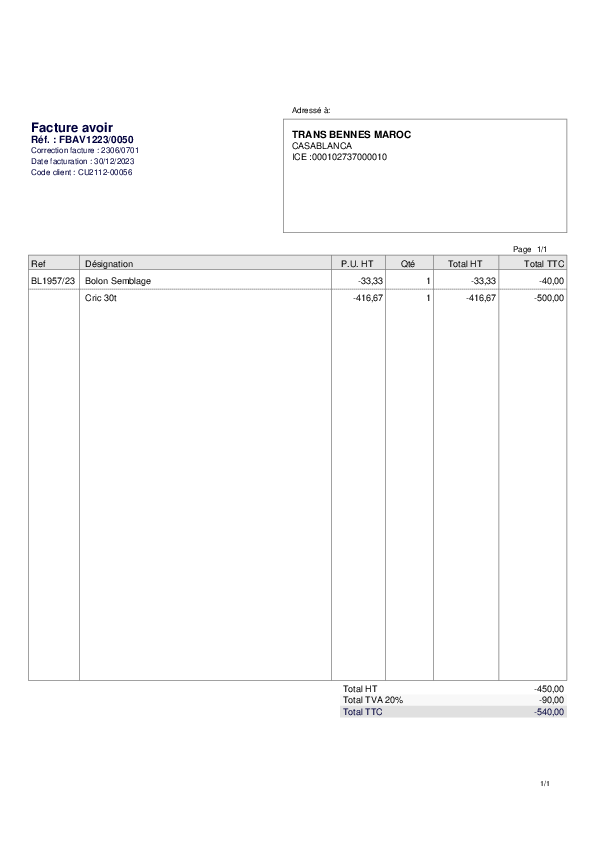 Adressé à:
Facture avoir
Réf. : FBAV1223/0050
Correction facture : 2306/0701
Date facturation : 30/12/2023
Code client : CU2112-00056
TRANS BENNES MAROC
CASABLANCA
ICE :000102737000010
Page 1/1
Ref Désignation P.U. HT Qté Total HT Total TTC
BL1957/23 Bolon Semblage -33,33 1 -33,33 -40,00
Cric 30t -416,67 1 -416,67 -500,00
Total HT -450,00
Total TVA 20% -90,00
Total TTC -540,00
1/1